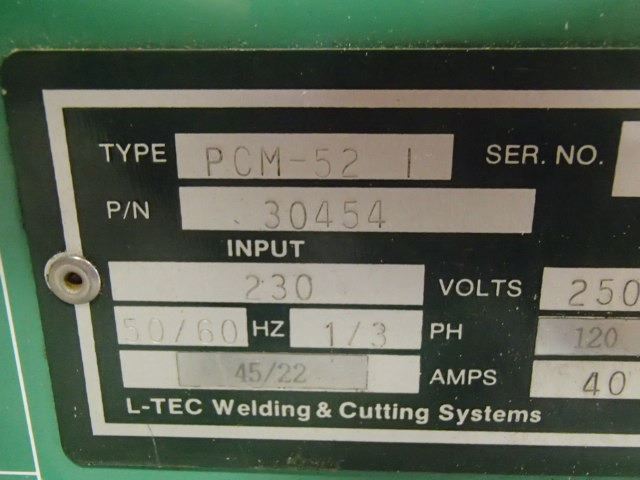 TYPE PCM-52 I SER. NO.
P/N 30454
INPUT
230 VOLTS 250
50/60 HZ 1/3 PH 120
45/22 AMPS 40
L-TEC Welding & Cutting Systems